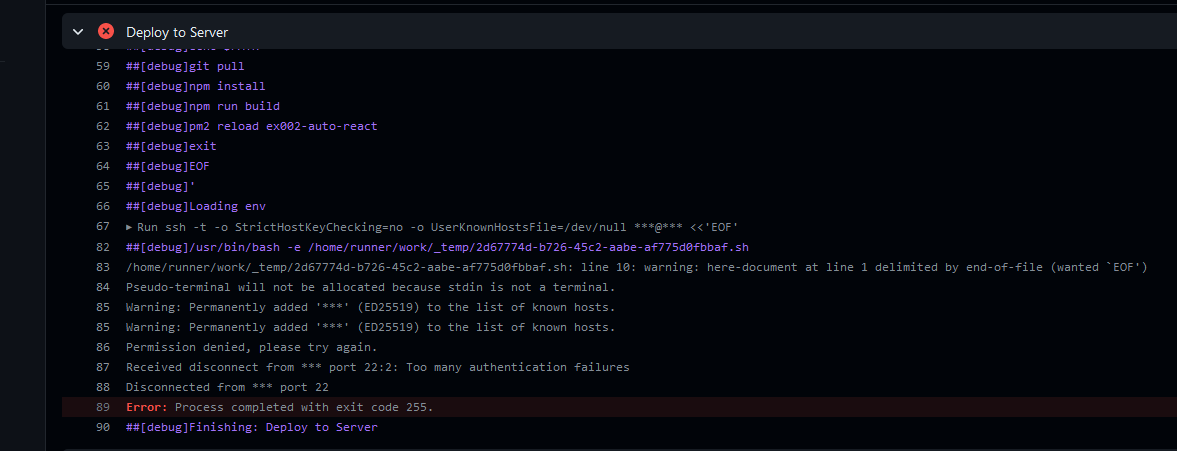 Deploy to Server
59 ##[debug]git pull
60 ##[debug]npm install
61 ##[debug]npm run build
62 ##[debug]pm2 reload ex002-auto-react
63 ##[debug]exit
64 ##[debug]EOF
65 ##[debug]'
66 ##[debug]Loading env
67 ▶ Run ssh -t -o StrictHostKeyChecking=no -o UserKnownHostsFile=/dev/null ***@*** <<'EOF'
82 ##[debug]/usr/bin/bash -e /home/runner/work/_temp/2d67774d-b726-45c2-aabe-af775d0fbbaf.sh
83 /home/runner/work/_temp/2d67774d-b726-45c2-aabe-af775d0fbbaf.sh: line 10: warning: here-document at line 1 delimited by end-of-file (wanted `EOF')
84 Pseudo-terminal will not be allocated because stdin is not a terminal.
85 Warning: Permanently added '***' (ED25519) to the list of known hosts.
85 Warning: Permanently added '***' (ED25519) to the list of known hosts.
86 Permission denied, please try again.
87 Received disconnect from *** port 22:2: Too many authentication failures
88 Disconnected from *** port 22
89 Error: Process completed with exit code 255.
90 ##[debug]Finishing: Deploy to Server